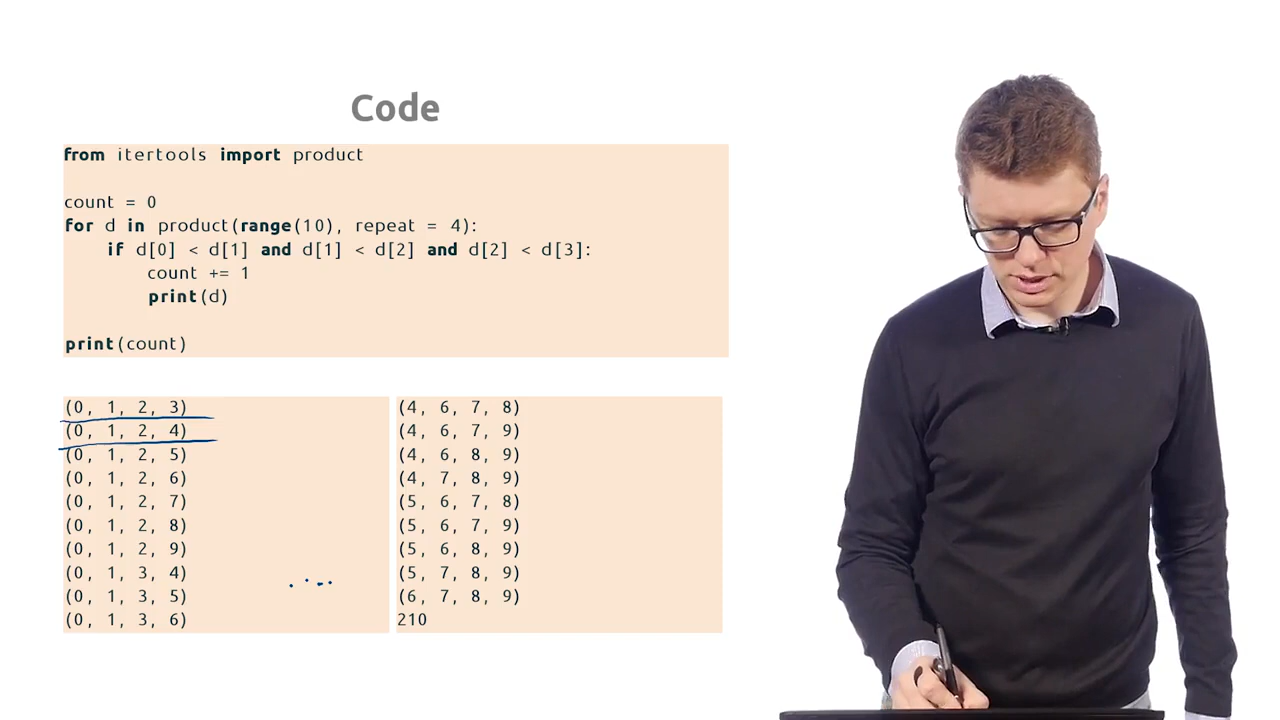 Code
from itertools import product
count = 0
for d in product(range(10), repeat = 4):
if d[0] < d[1] and d[1] < d[2] and d[2] < d[3]:
count += 1
print(d)
print(count)
(0, 1, 2, 3)
(0, 1, 2, 4)
(0, 1, 2, 5)
(0, 1, 2, 6)
(0, 1, 2, 7)
(0, 1, 2, 8)
(0, 1, 2, 9)
(0, 1, 3, 4)
(0, 1, 3, 5)
(0, 1, 3, 6)
....
(4, 6, 7, 8)
(4, 6, 7, 9)
(4, 6, 8, 9)
(4, 7, 8, 9)
(5, 6, 7, 8)
(5, 6, 7, 9)
(5, 6, 8, 9)
(5, 7, 8, 9)
(6, 7, 8, 9)
210